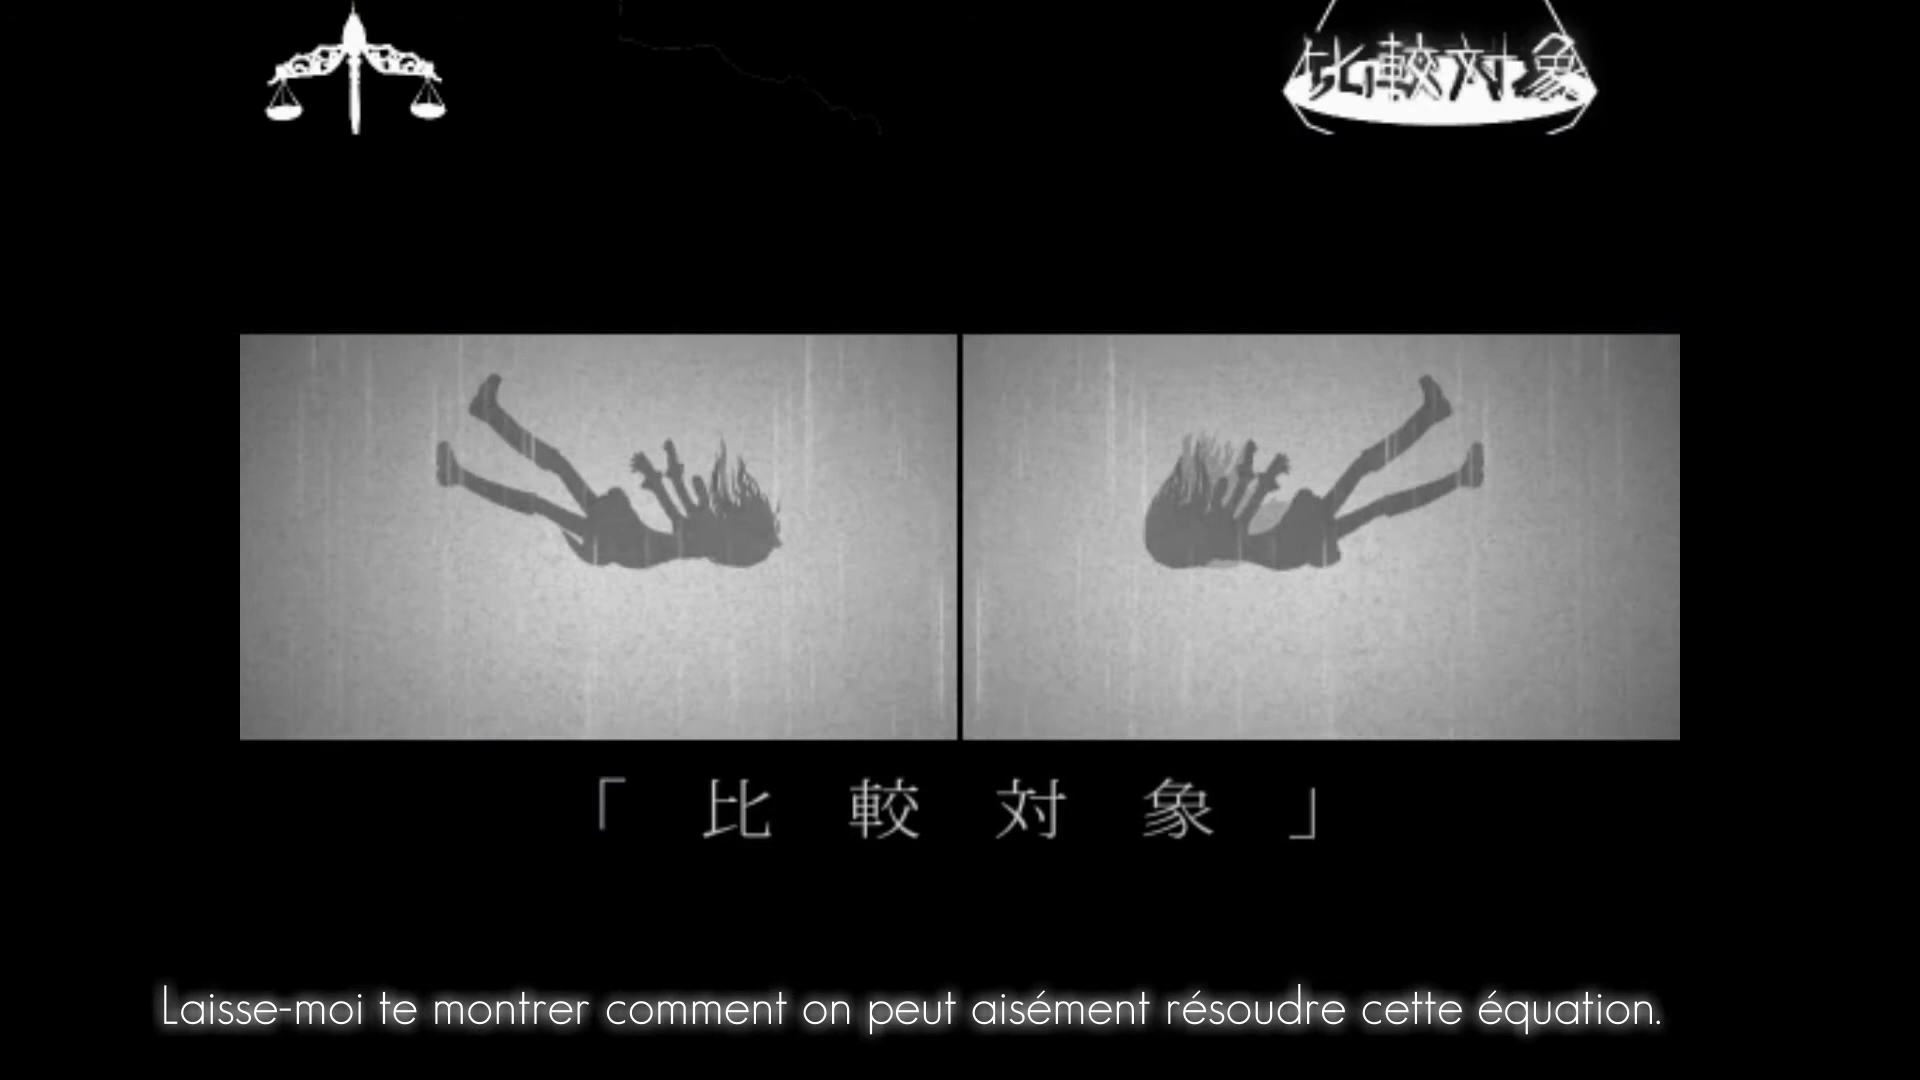 比較対象
「比較対象」
Laisse-moi te montrer comment on peut aisément résoudre cette équation.